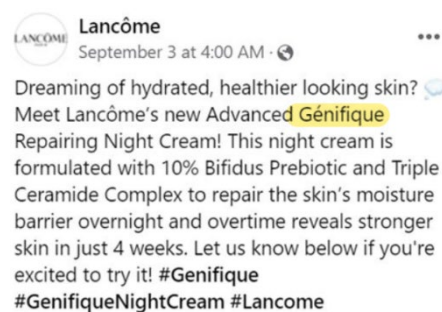 LANCÔME
Lancôme
September 3 at 4:00 AM ·
Dreaming of hydrated, healthier looking skin?
Meet Lancôme's new Advanced Génifique
Repairing Night Cream! This night cream is
formulated with 10% Bifidus Prebiotic and Triple
Ceramide Complex to repair the skin's moisture
barrier overnight and overtime reveals stronger
skin in just 4 weeks. Let us know below if you're
excited to try it! #Genifique
#GenifiqueNightCream #Lancome